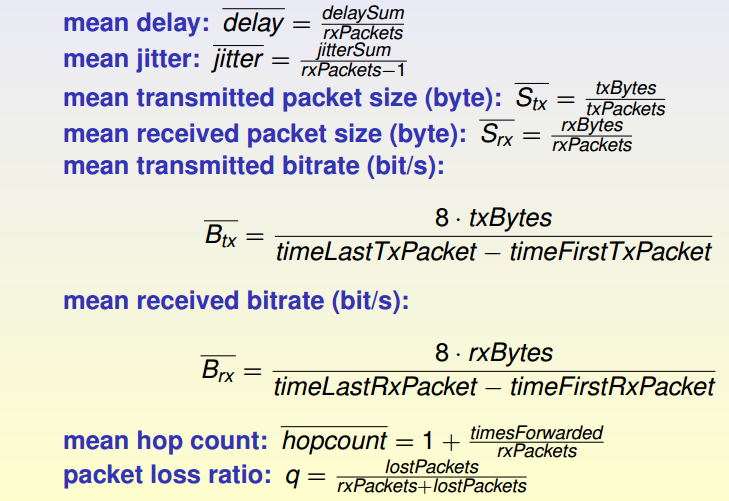 mean delay: $\overline{delay} = \frac{delaySum}{rxPackets}$
mean jitter: $\overline{jitter} = \frac{jitterSum}{rxPackets-1}$
mean transmitted packet size (byte): $\overline{S_{tx}} = \frac{txBytes}{txPackets}$
mean received packet size (byte): $\overline{S_{rx}} = \frac{rxBytes}{rxPackets}$
mean transmitted bitrate (bit/s):
$\overline{B_{tx}} = \frac{8 \cdot txBytes}{timeLastTxPacket - timeFirstTxPacket}$
mean received bitrate (bit/s):
$\overline{B_{rx}} = \frac{8 \cdot rxBytes}{timeLastRxPacket - timeFirstRxPacket}$
mean hop count: $\overline{hopcount} = 1 + \frac{timesForwarded}{rxPackets}$
packet loss ratio: $q = \frac{lostPackets}{rxPackets+lostPackets}$